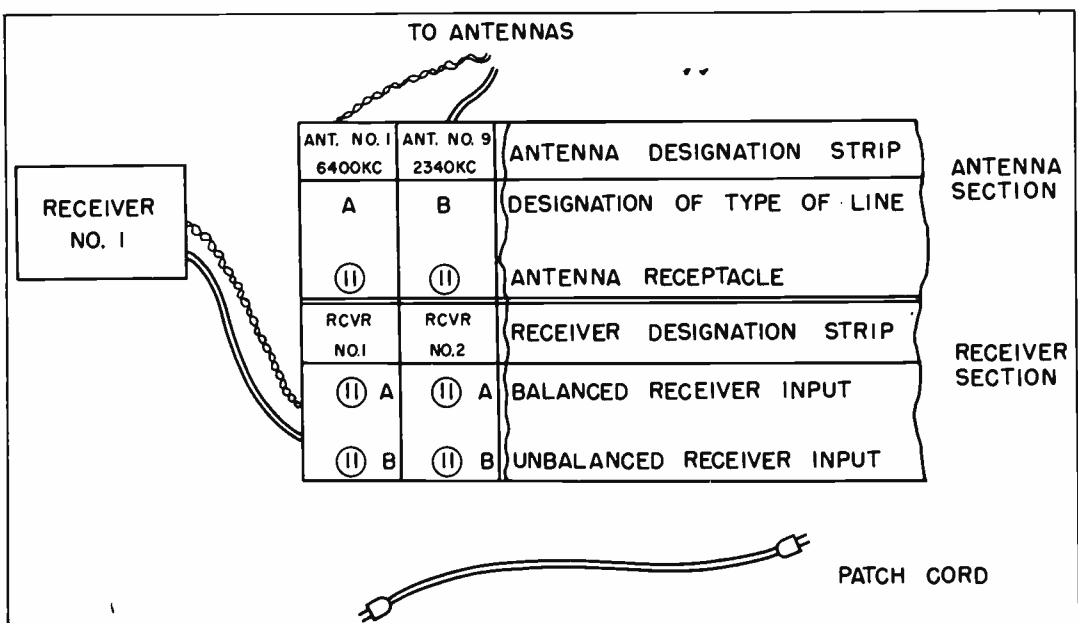 TO ANTENNAS
ANT. NO. 1
6400KC
ANT. NO. 9
2340KC
ANTENNA DESIGNATION STRIP
ANTENNA
SECTION
A
B
DESIGNATION OF TYPE OF LINE
ANTENNA RECEPTACLE
RECEIVER
NO. 1
RCVR
NO.1
RCVR
NO.2
RECEIVER DESIGNATION STRIP
RECEIVER
SECTION
A
A
BALANCED RECEIVER INPUT
B
B
UNBALANCED RECEIVER INPUT
PATCH CORD